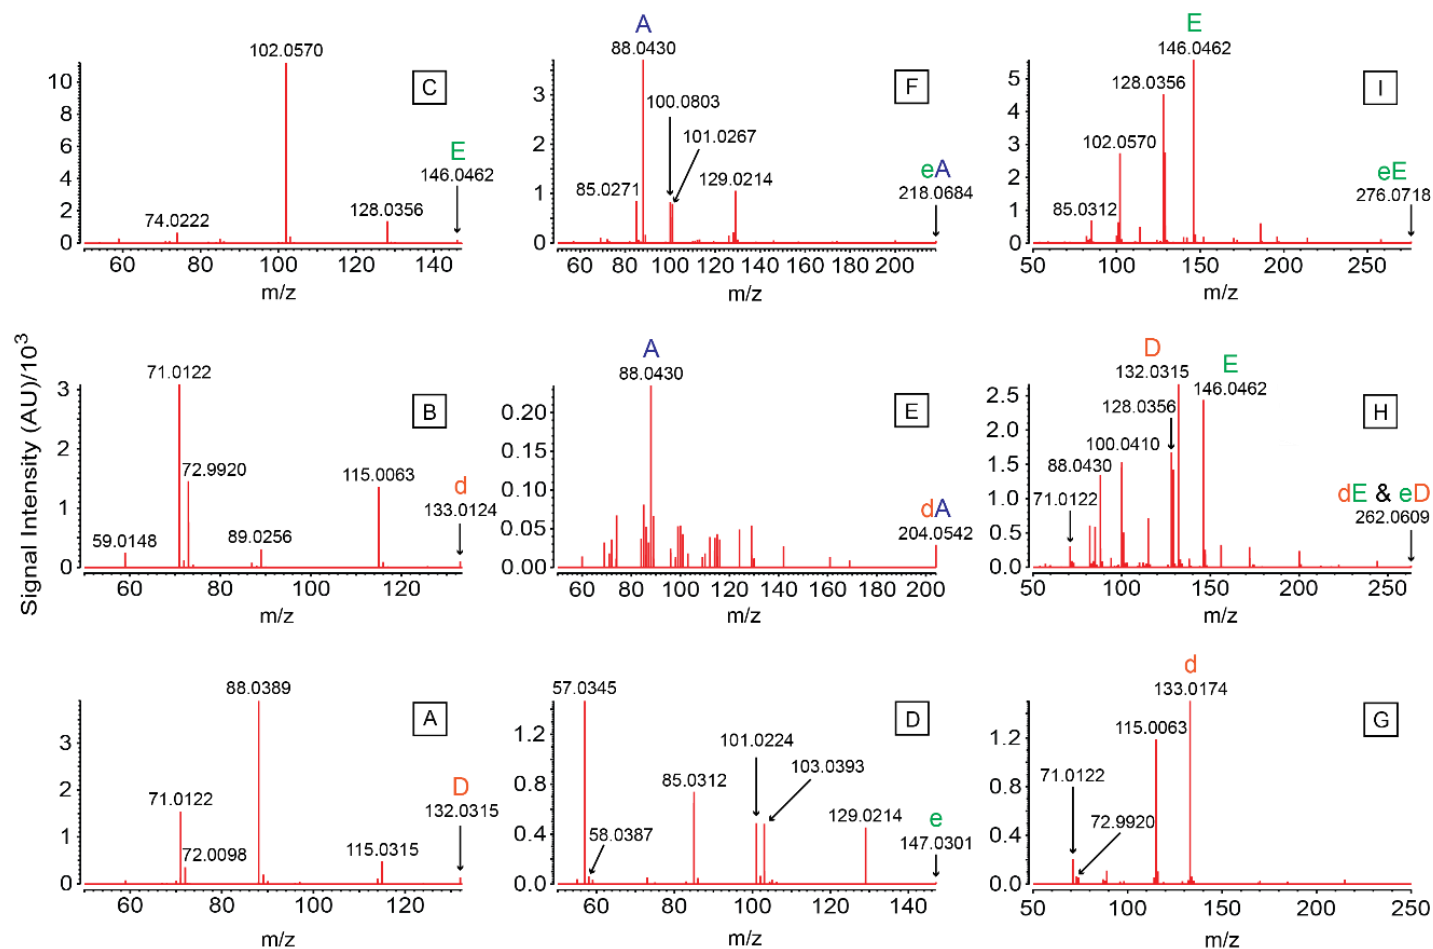 Signal Intensity (AU)/10³
C
102.0570
E
146.0462
128.0356
74.0222
10
8
6
4
2
0
60 80 100 120 140
m/z
F
A
88.0430
100.0803
101.0267
85.0271
129.0214
eA
218.0684
3
2
1
0
60 80 100 120 140 160 180 200
m/z
I
E
146.0462
128.0356
102.0570
85.0312
eE
276.0718
5
4
3
2
1
0
50 100 150 200 250
m/z
B
71.0122
72.9920
115.0063
d
133.0124
59.0148
89.0256
3
2
1
0
60 80 100 120
m/z
E
A
88.0430
dA
204.0542
0.20
0.10
0.05
0.00
60 80 100 120 140 160 180 200
m/z
H
D
132.0315
E
146.0462
128.0356
100.0410
88.0430
71.0122
dE & eD
262.0609
2.5
2.0
1.5
1.0
0.5
0.0
50 100 150 200 250
m/z
A
88.0389
71.0122
72.0098
115.0315
D
132.0315
3
2
1
0
60 80 100 120
m/z
D
57.0345
58.0387
85.0312
101.0224
103.0393
129.0214
e
147.0301
1.2
0.8
0.4
0.0
60 80 100 120 140
m/z
G
d
133.0174
115.0063
71.0122
72.9920
1.2
0.8
0.4
0.0
50 100 150 200 250
m/z